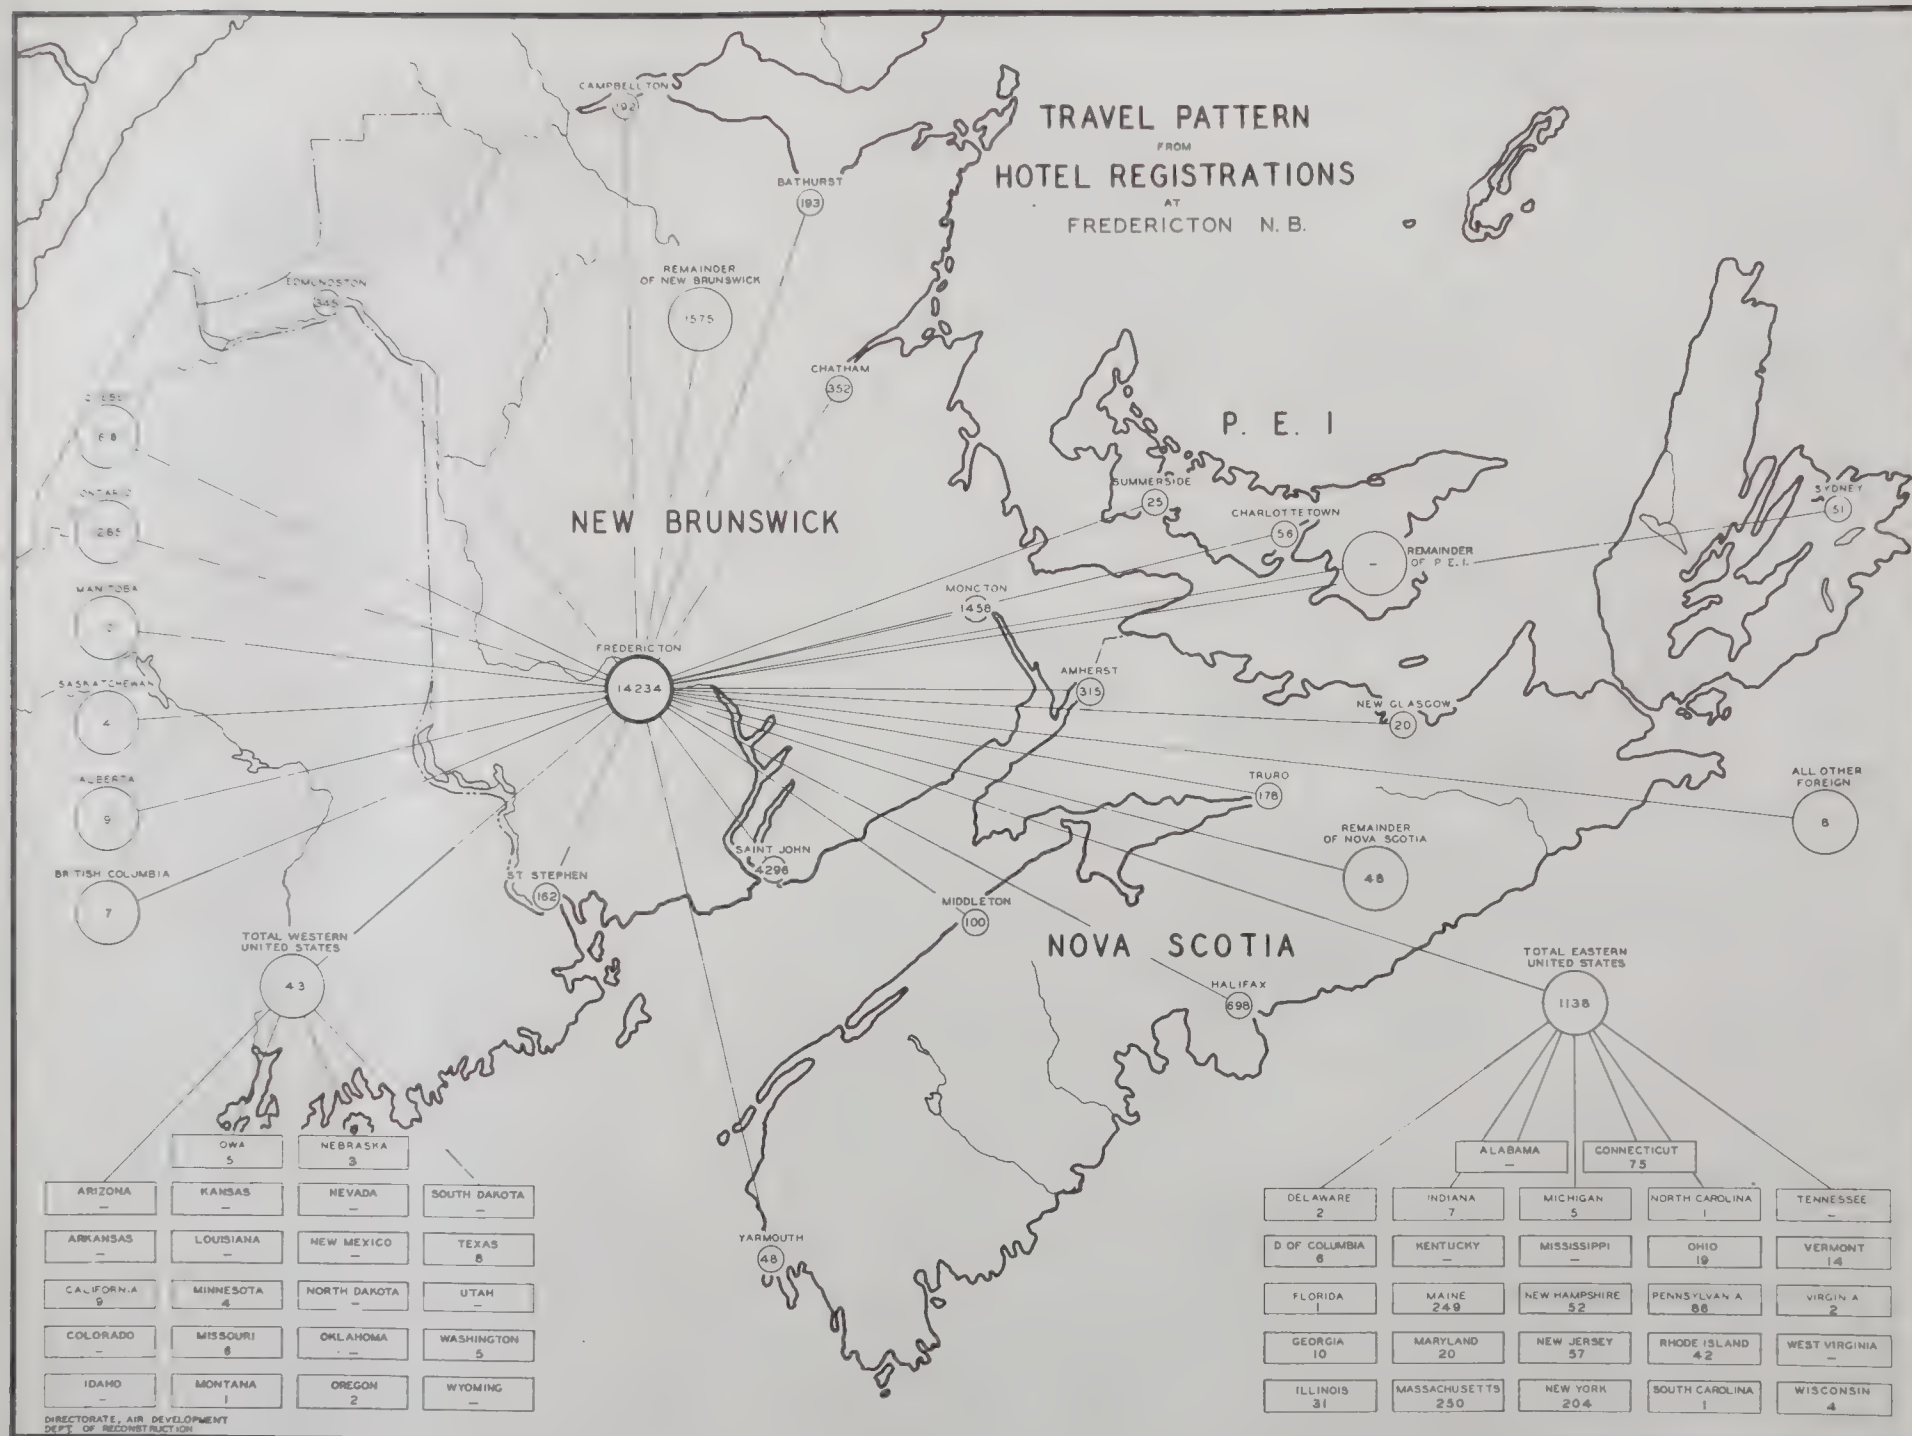 TRAVEL PATTERN
FROM
HOTEL REGISTRATIONS
AT
FREDERICTON N. B.
CAMPBELLTON
192
BATHURST
193
REMAINDER
OF NEW BRUNSWICK
1575
EDMUNDSTON
CHATHAM
352
P. E. I
SUMMERSIDE
25
CHARLOTTETOWN
56
REMAINDER
OF P. E. I.
-
SYDNEY
51
ONTARIO
265
NEW BRUNSWICK
MONCTON
1458
MANITOBA
FREDERICTON
14234
AMHERST
315
SASKATCHEWAN
4
NEW GLASGOW
20
ALBERTA
9
TRURO
178
ALL OTHER
FOREIGN
8
REMAINDER
OF NOVA SCOTIA
48
BRITISH COLUMBIA
7
SAINT JOHN
4296
ST STEPHEN
162
MIDDLETON
100
NOVA SCOTIA
TOTAL WESTERN
UNITED STATES
43
HALIFAX
698
TOTAL EASTERN
UNITED STATES
1138
YARMOUTH
48
OWA
5
NEBRASKA
3
ARIZONA
-
KANSAS
-
NEVADA
-
SOUTH DAKOTA
-
ARKANSAS
-
LOUISIANA
-
NEW MEXICO
-
TEXAS
8
CALIFORNIA
9
MINNESOTA
4
NORTH DAKOTA
-
UTAH
-
COLORADO
-
MISSOURI
6
OKLAHOMA
-
WASHINGTON
5
IDAHO
-
MONTANA
1
OREGON
2
WYOMING
-
DIRECTORATE, AIR DEVELOPMENT
DEPT OF RECONSTRUCTION
ALABAMA
-
CONNECTICUT
75
DELAWARE
2
INDIANA
7
MICHIGAN
5
NORTH CAROLINA
1
TENNESSEE
-
D OF COLUMBIA
6
KENTUCKY
-
MISSISSIPPI
-
OHIO
19
VERMONT
14
FLORIDA
1
MAINE
249
NEW HAMPSHIRE
52
PENNSYLVAN A
88
VIRGIN A
2
GEORGIA
10
MARYLAND
20
NEW JERSEY
57
RHODE ISLAND
42
WEST VIRGINIA
-
ILLINOIS
31
MASSACHUSETTS
250
NEW YORK
204
SOUTH CAROLINA
1
WISCONSIN
4